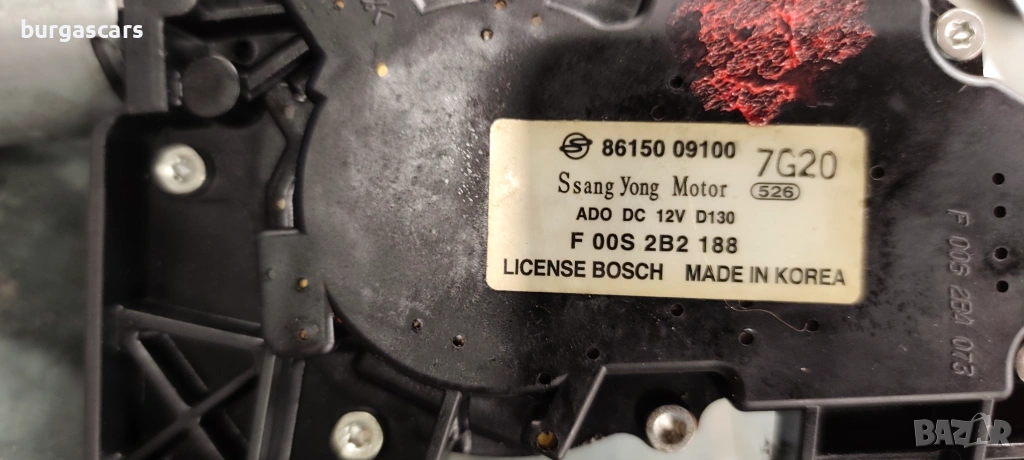 burgascars
86150 09100 7G20
Ssang Yong Motor 526
ADO DC 12V D130
F 00S 2B2 188
LICENSE BOSCH MADE IN KOREA
F 006 2B1 073
BAZAR